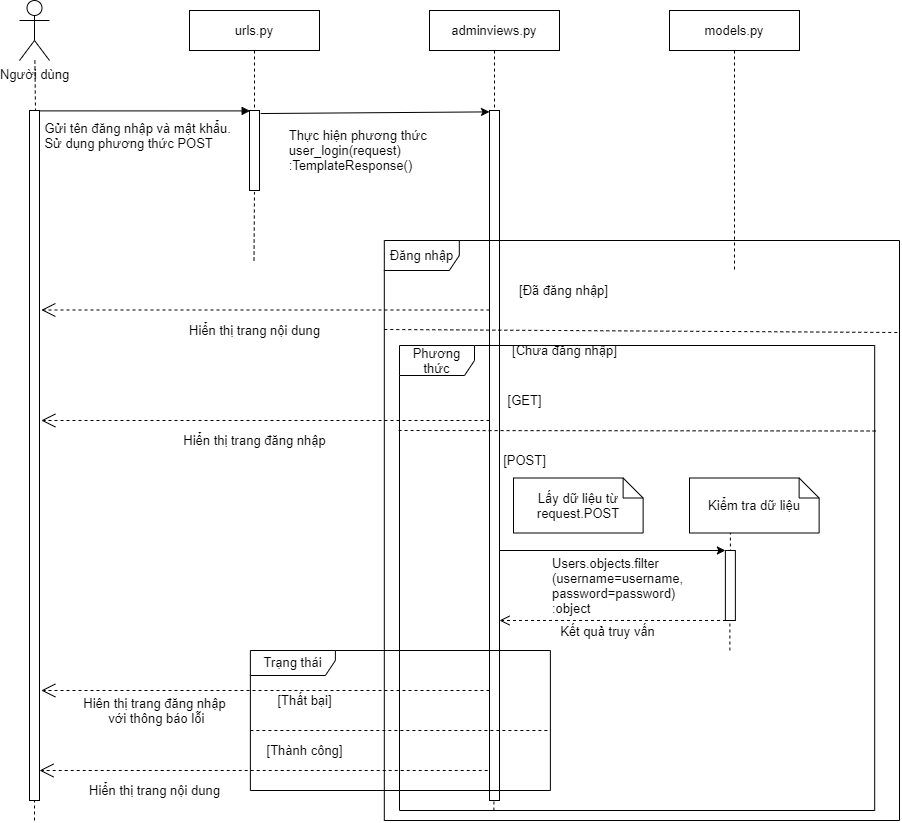 urls.py
adminviews.py
models.py
Người dùng
Gửi tên đăng nhập và mật khẩu.
Sử dụng phương thức POST
Thực hiện phương thức
user_login(request)
:TemplateResponse()
Đăng nhập
[Đã đăng nhập]
Hiển thị trang nội dung
Phương
thức
[Chưa đăng nhập]
[GET]
Hiển thị trang đăng nhập
[POST]
Lấy dữ liệu từ
request.POST
Kiểm tra dữ liệu
Users.objects.filter
(username=username,
password=password)
:object
Kết quả truy vấn
Trạng thái
[Thất bại]
Hiên thị trang đăng nhập
với thông báo lỗi
[Thành công]
Hiển thị trang nội dung